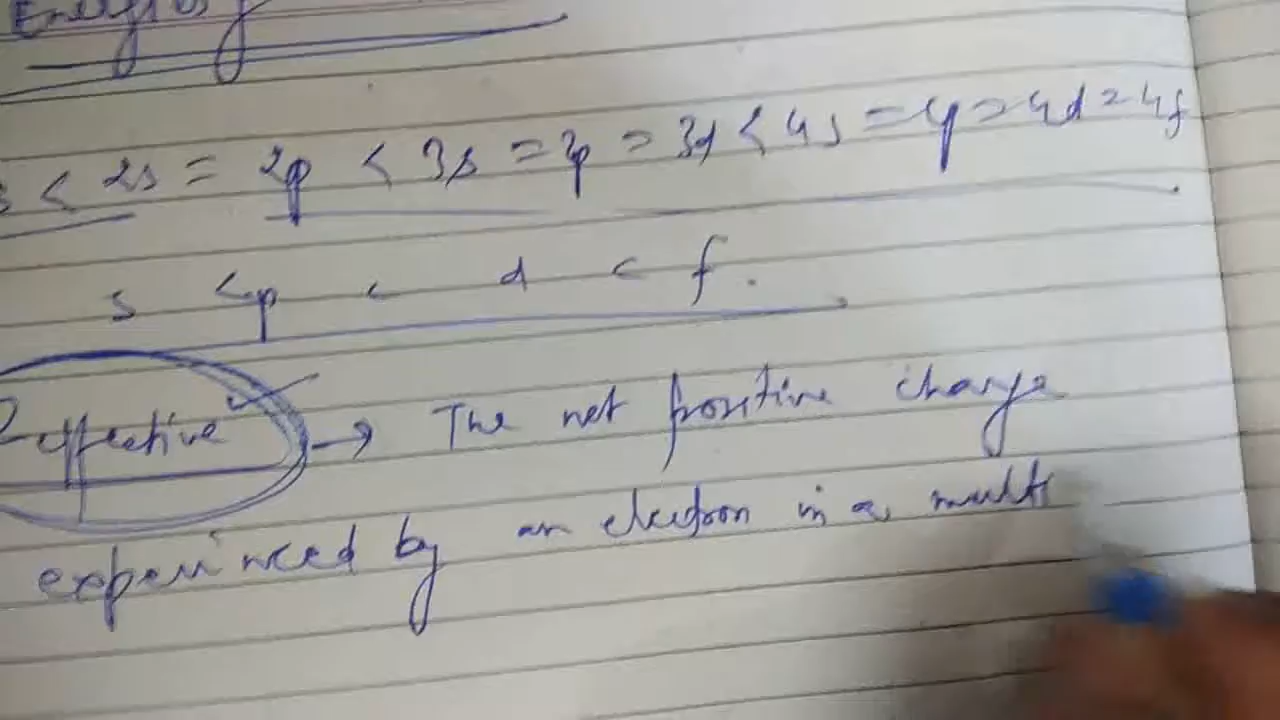 Energies
s < 2s = 2p < 3s = 3p = 3d < 4s = 4p = 4d = 4f
s < p < d < f.
Z effective → The net positive charge
experienced by an electron in a multi